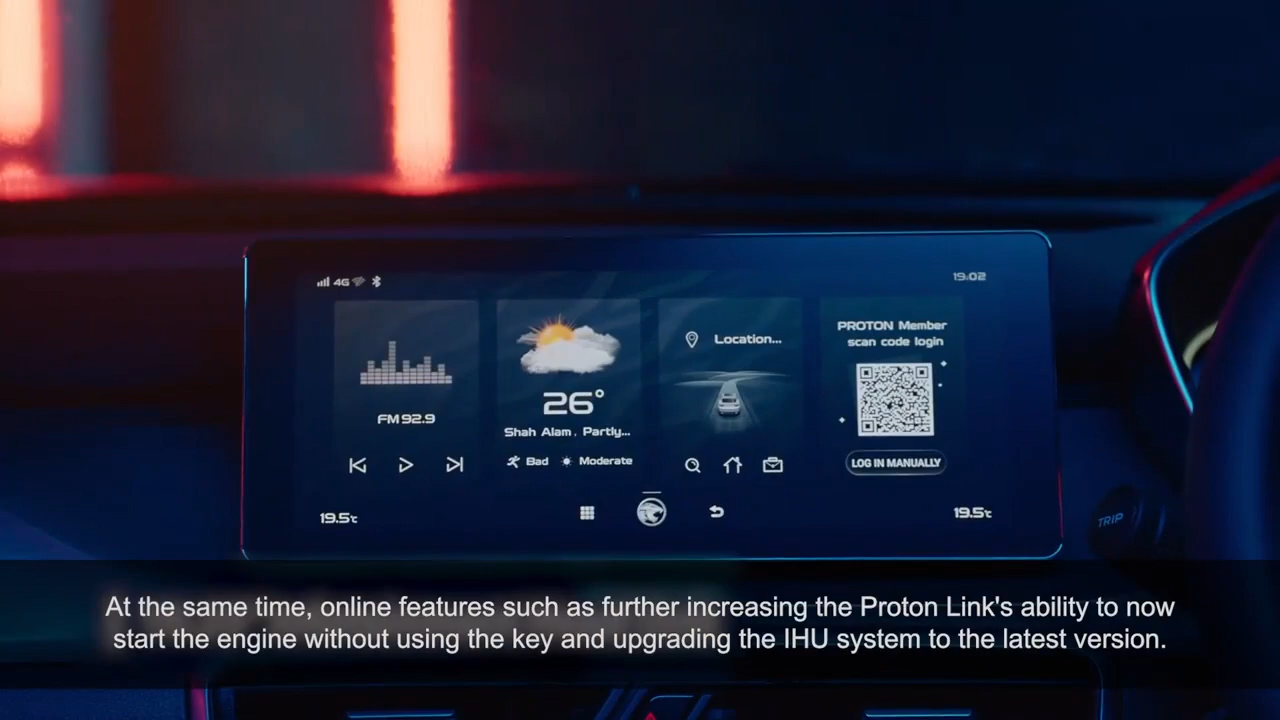 4G
19:02
FM 92.9
26°
Shah Alam , Partly...
Bad
Moderate
Location...
PROTON Member
scan code login
LOG IN MANUALLY
19.5℃
19.5℃
TRIP
At the same time, online features such as further increasing the Proton Link's ability to now
start the engine without using the key and upgrading the IHU system to the latest version.